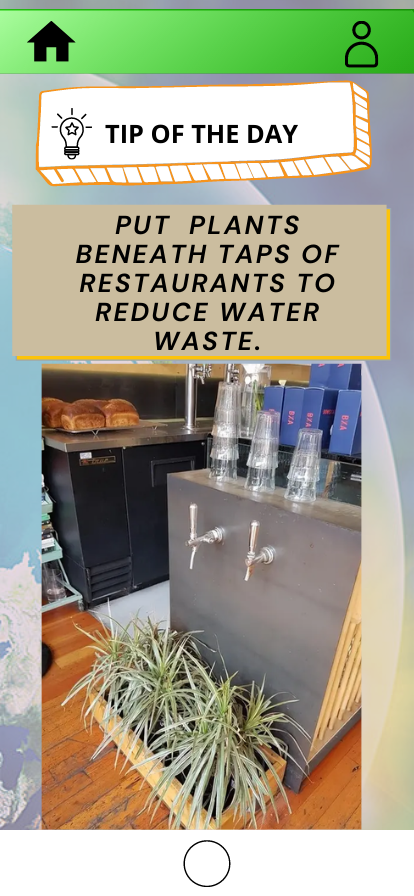 TIP OF THE DAY
PUT PLANTS
BENEATH TAPS OF
RESTAURANTS TO
REDUCE WATER
WASTE.